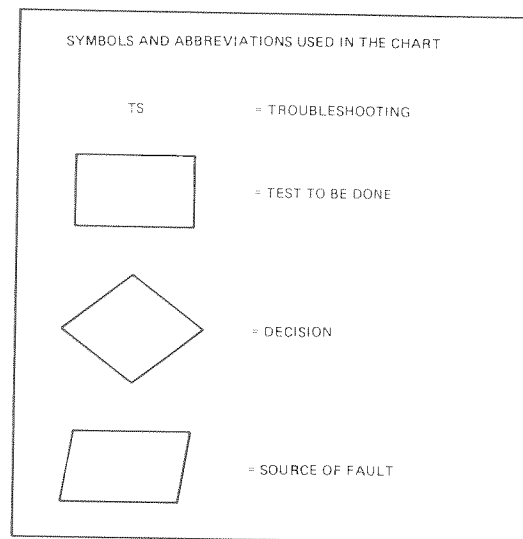 SYMBOLS AND ABBREVIATIONS USED IN THE CHART
TS = TROUBLESHOOTING
= TEST TO BE DONE
= DECISION
= SOURCE OF FAULT